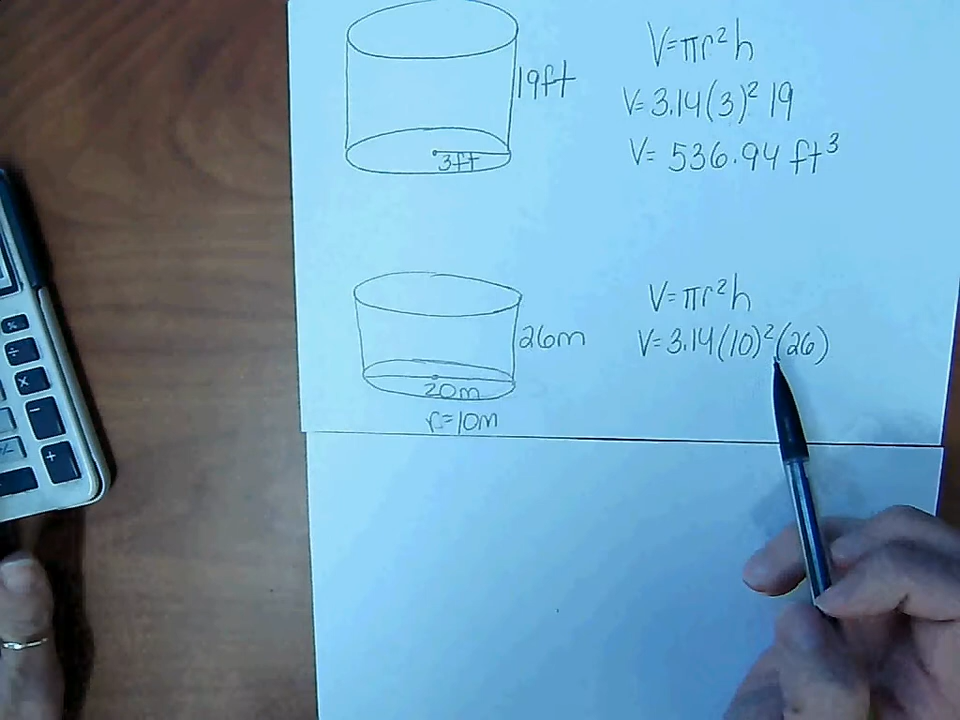 19ft
3ft
V=πr²h
V=3.14(3)² 19
V= 536.94 ft³
26m
20m
r=10m
V=πr²h
V=3.14(10)²(26)
%
÷
×
−
+/−
+